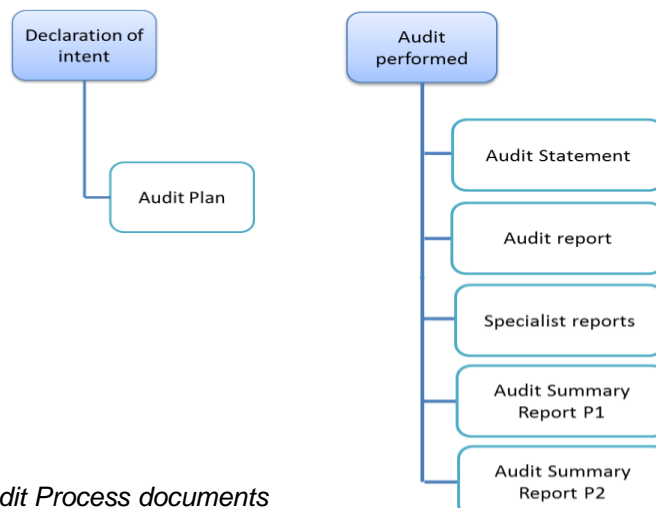 Declaration of
intent
Audit Plan
Audit
performed
Audit Statement
Audit report
Specialist reports
Audit Summary
Report P1
Audit Summary
Report P2
dit Process documents